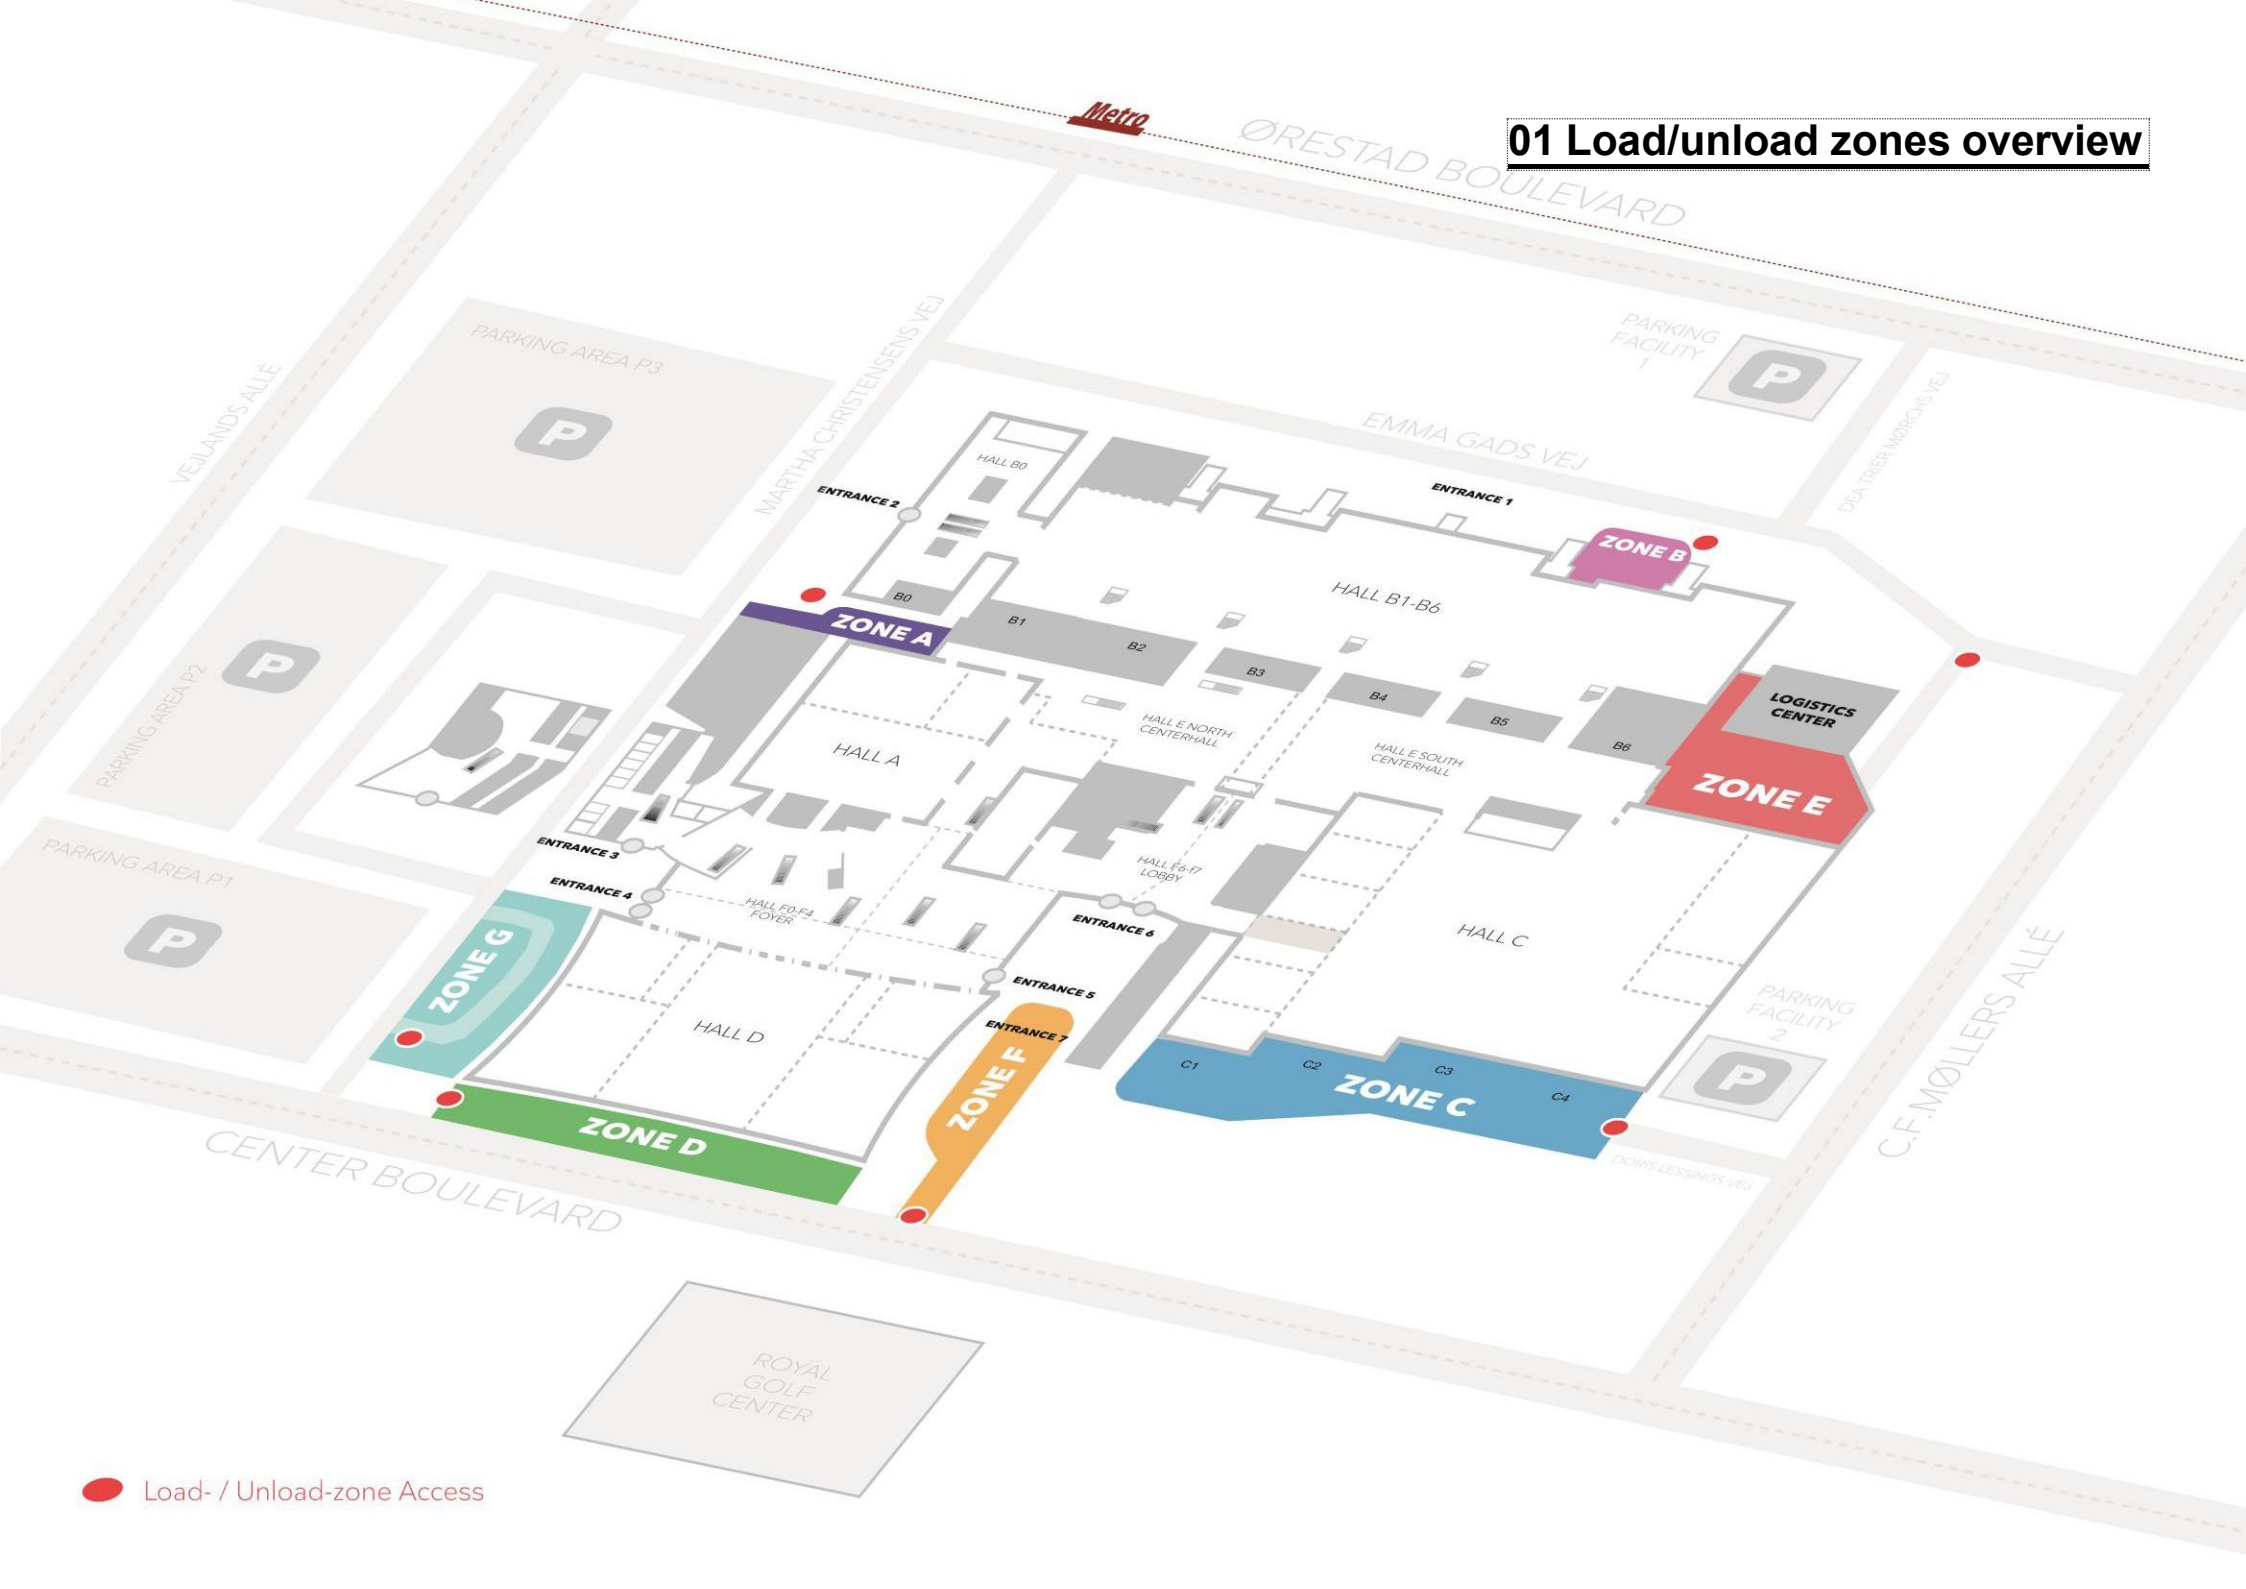 Metro
ØRESTAD BOULEVARD
01 Load/unload zones overview
PARKING AREA P3
P
VEJLANDS ALLÉ
MARTHA CHRISTENSENS VEJ
PARKING
FACILITY
1
P
DEA TRIER MØRCHS VEJ
EMMA GADS VEJ
HALL B0
ENTRANCE 2
ENTRANCE 1
ZONE B
HALL B1-B6
B0
ZONE A
B1
B2
B3
B4
B5
B6
LOGISTICS
CENTER
ZONE E
PARKING AREA P2
P
HALL A
HALL E NORTH
CENTERHALL
HALL E SOUTH
CENTERHALL
PARKING AREA P1
P
ENTRANCE 3
ENTRANCE 4
HALL F0-F4
FOYER
HALL F6-F7
LOBBY
ENTRANCE 6
HALL C
ZONE G
ENTRANCE 5
ENTRANCE 7
HALL D
ZONE F
PARKING
FACILITY
2
P
C.F. MØLLERS ALLÉ
C1
C2
C3
C4
ZONE C
ZONE D
DORIS LESSINGS VEJ
CENTER BOULEVARD
ROYAL
GOLF
CENTER
Load- / Unload-zone Access